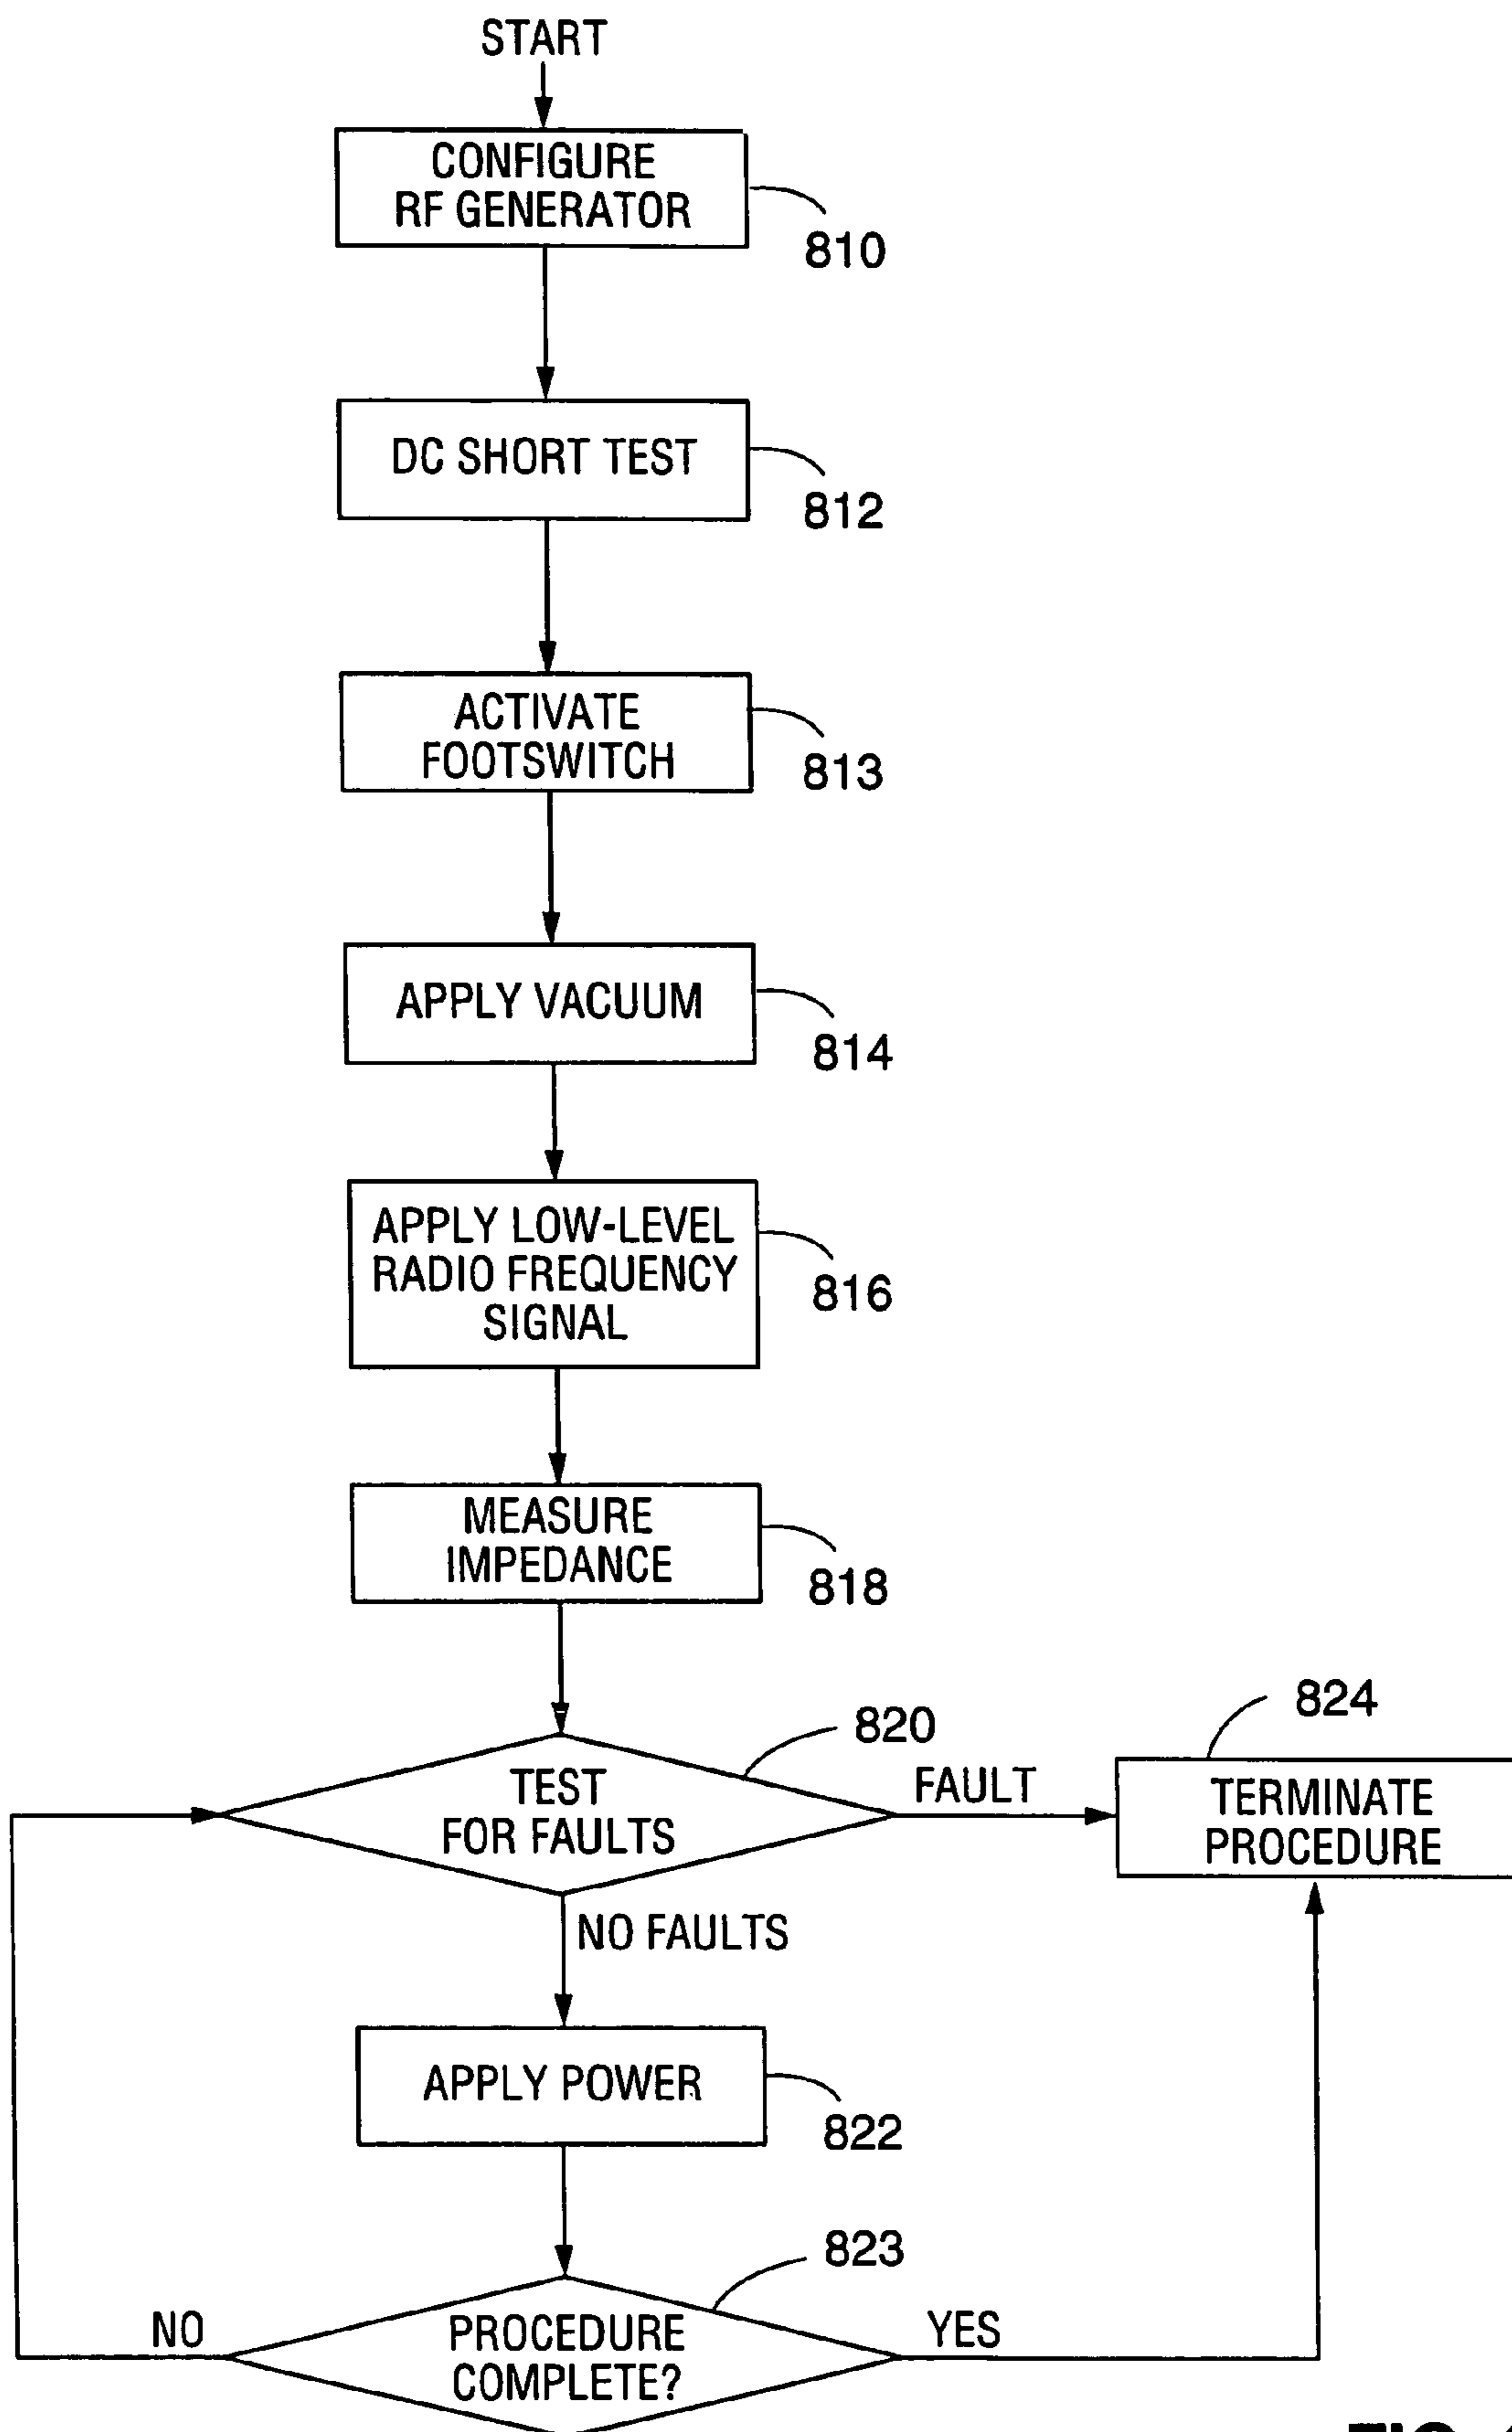 START
CONFIGURE
RF GENERATOR
810
DC SHORT TEST
812
ACTIVATE
FOOTSWITCH
813
APPLY VACUUM
814
APPLY LOW-LEVEL
RADIO FREQUENCY
SIGNAL
816
MEASURE
IMPEDANCE
818
820
824
TEST
FOR FAULTS
FAULT
TERMINATE
PROCEDURE
NO FAULTS
APPLY POWER
822
823
NO
PROCEDURE
COMPLETE?
YES